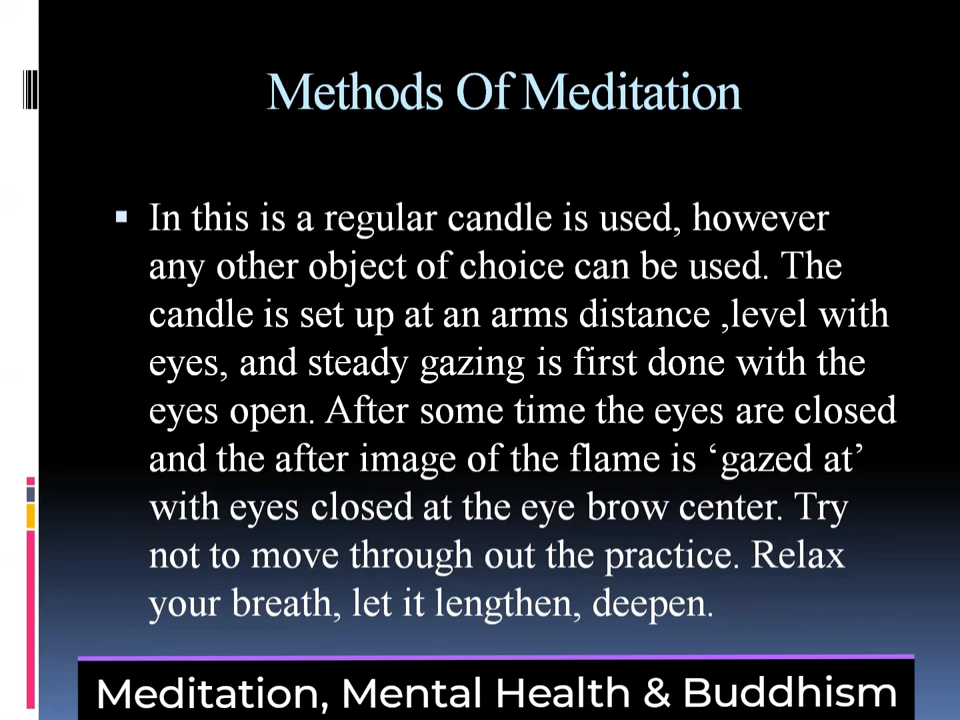 Methods Of Meditation
In this is a regular candle is used, however
any other object of choice can be used. The
candle is set up at an arms distance ,level with
eyes, and steady gazing is first done with the
eyes open. After some time the eyes are closed
and the after image of the flame is ‘gazed at’
with eyes closed at the eye brow center. Try
not to move through out the practice. Relax
your breath, let it lengthen, deepen.
Meditation, Mental Health & Buddhism